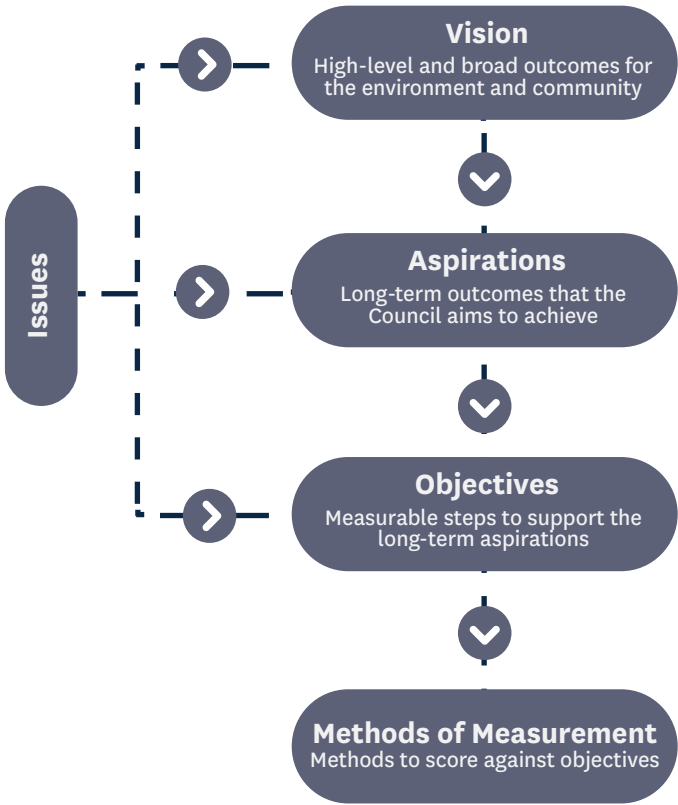 Vision
High-level and broad outcomes for
the environment and community
Issues
Aspirations
Long-term outcomes that the
Council aims to achieve
Objectives
Measurable steps to support the
long-term aspirations
Methods of Measurement
Methods to score against objectives